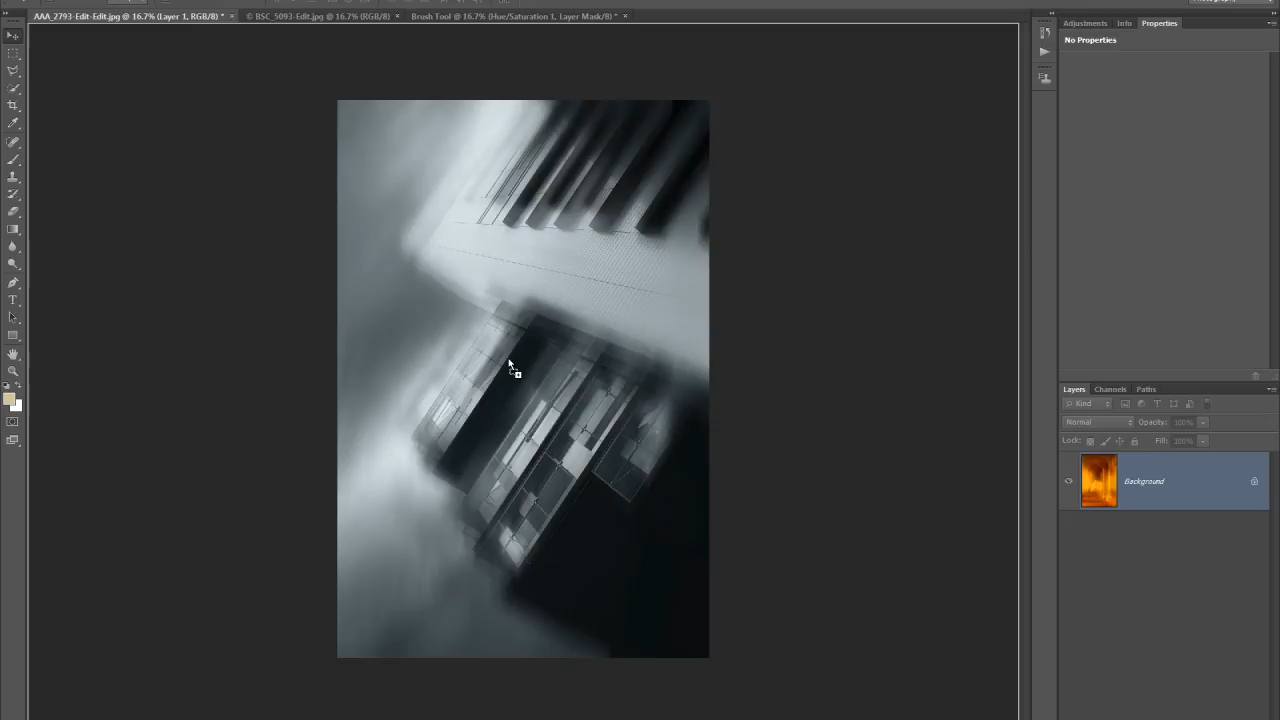 AAA_2793-Edit-Edit.jpg @ 16.7% (Layer 1, RGB/8) * × © BSC_5093-Edit.jpg @ 16.7% (RGB/8) × Brush Tool @ 16.7% (Hue/Saturation 1, Layer Mask/8) * ×
Adjustments Info Properties
No Properties
Layers Channels Paths
Kind
Normal Opacity: 100%
Lock: Fill: 100%
Background